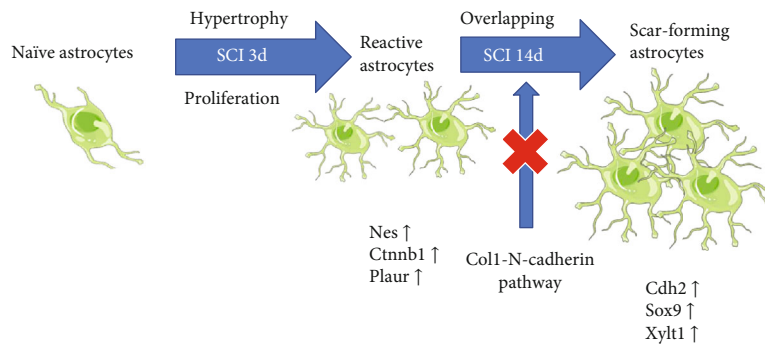 Naïve astrocytes
Hypertrophy
SCI 3d
Proliferation
Reactive
astrocytes
Overlapping
SCI 14d
Scar-forming
astrocytes
Nes ↑
Ctnnb1 ↑
Plaur ↑
Col1-N-cadherin
pathway
Cdh2 ↑
Sox9 ↑
Xylt1 ↑